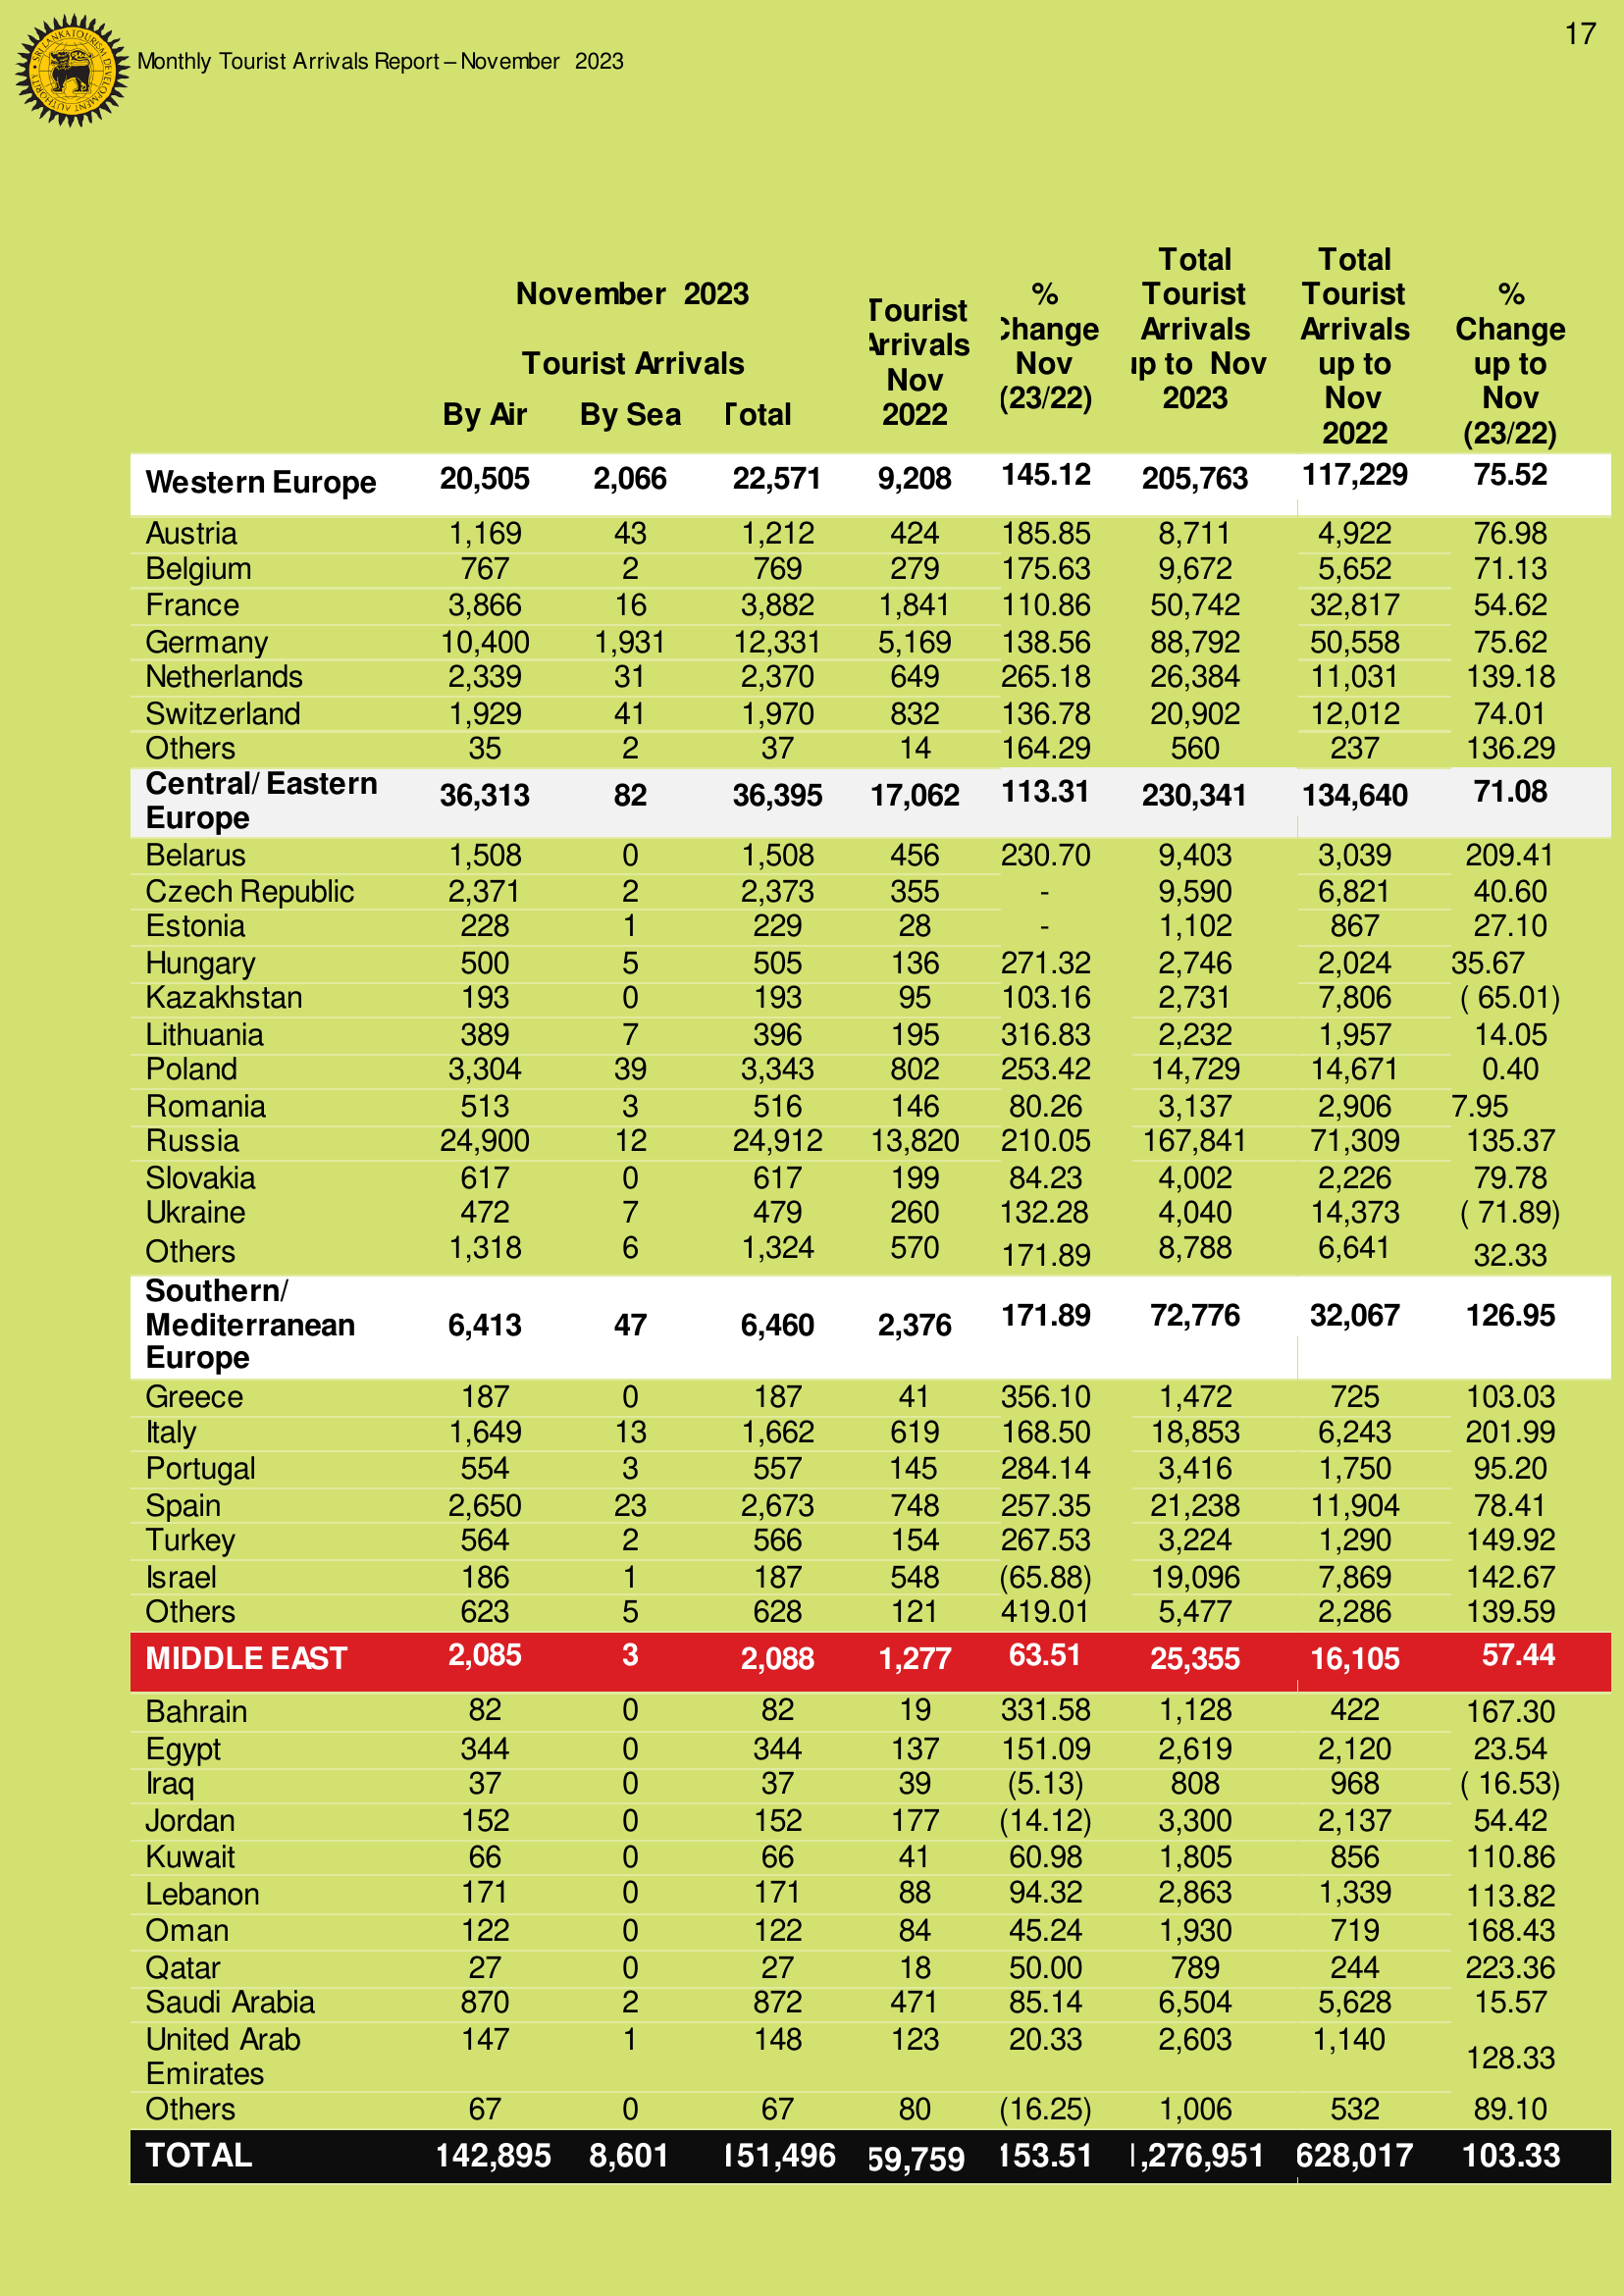 17
SRI LANKA TOURISM DEVELOPMENT AUTHORITY
Monthly Tourist Arrivals Report – November 2023
November 2023
Tourist Arrivals
By Air By Sea Total
Tourist Arrivals Nov 2022
% Change Nov (23/22)
Total Tourist Arrivals up to Nov 2023
Total Tourist Arrivals up to Nov 2022
% Change up to Nov (23/22)
Western Europe 20,505 2,066 22,571 9,208 145.12 205,763 117,229 75.52
Austria 1,169 43 1,212 424 185.85 8,711 4,922 76.98
Belgium 767 2 769 279 175.63 9,672 5,652 71.13
France 3,866 16 3,882 1,841 110.86 50,742 32,817 54.62
Germany 10,400 1,931 12,331 5,169 138.56 88,792 50,558 75.62
Netherlands 2,339 31 2,370 649 265.18 26,384 11,031 139.18
Switzerland 1,929 41 1,970 832 136.78 20,902 12,012 74.01
Others 35 2 37 14 164.29 560 237 136.29
Central/ Eastern Europe 36,313 82 36,395 17,062 113.31 230,341 134,640 71.08
Belarus 1,508 0 1,508 456 230.70 9,403 3,039 209.41
Czech Republic 2,371 2 2,373 355 - 9,590 6,821 40.60
Estonia 228 1 229 28 - 1,102 867 27.10
Hungary 500 5 505 136 271.32 2,746 2,024 35.67
Kazakhstan 193 0 193 95 103.16 2,731 7,806 ( 65.01)
Lithuania 389 7 396 195 316.83 2,232 1,957 14.05
Poland 3,304 39 3,343 802 253.42 14,729 14,671 0.40
Romania 513 3 516 146 80.26 3,137 2,906 7.95
Russia 24,900 12 24,912 13,820 210.05 167,841 71,309 135.37
Slovakia 617 0 617 199 84.23 4,002 2,226 79.78
Ukraine 472 7 479 260 132.28 4,040 14,373 ( 71.89)
Others 1,318 6 1,324 570 171.89 8,788 6,641 32.33
Southern/ Mediterranean Europe 6,413 47 6,460 2,376 171.89 72,776 32,067 126.95
Greece 187 0 187 41 356.10 1,472 725 103.03
Italy 1,649 13 1,662 619 168.50 18,853 6,243 201.99
Portugal 554 3 557 145 284.14 3,416 1,750 95.20
Spain 2,650 23 2,673 748 257.35 21,238 11,904 78.41
Turkey 564 2 566 154 267.53 3,224 1,290 149.92
Israel 186 1 187 548 (65.88) 19,096 7,869 142.67
Others 623 5 628 121 419.01 5,477 2,286 139.59
MIDDLE EAST 2,085 3 2,088 1,277 63.51 25,355 16,105 57.44
Bahrain 82 0 82 19 331.58 1,128 422 167.30
Egypt 344 0 344 137 151.09 2,619 2,120 23.54
Iraq 37 0 37 39 (5.13) 808 968 ( 16.53)
Jordan 152 0 152 177 (14.12) 3,300 2,137 54.42
Kuwait 66 0 66 41 60.98 1,805 856 110.86
Lebanon 171 0 171 88 94.32 2,863 1,339 113.82
Oman 122 0 122 84 45.24 1,930 719 168.43
Qatar 27 0 27 18 50.00 789 244 223.36
Saudi Arabia 870 2 872 471 85.14 6,504 5,628 15.57
United Arab Emirates 147 1 148 123 20.33 2,603 1,140 128.33
Others 67 0 67 80 (16.25) 1,006 532 89.10
TOTAL 142,895 8,601 151,496 59,759 153.51 1,276,951 628,017 103.33